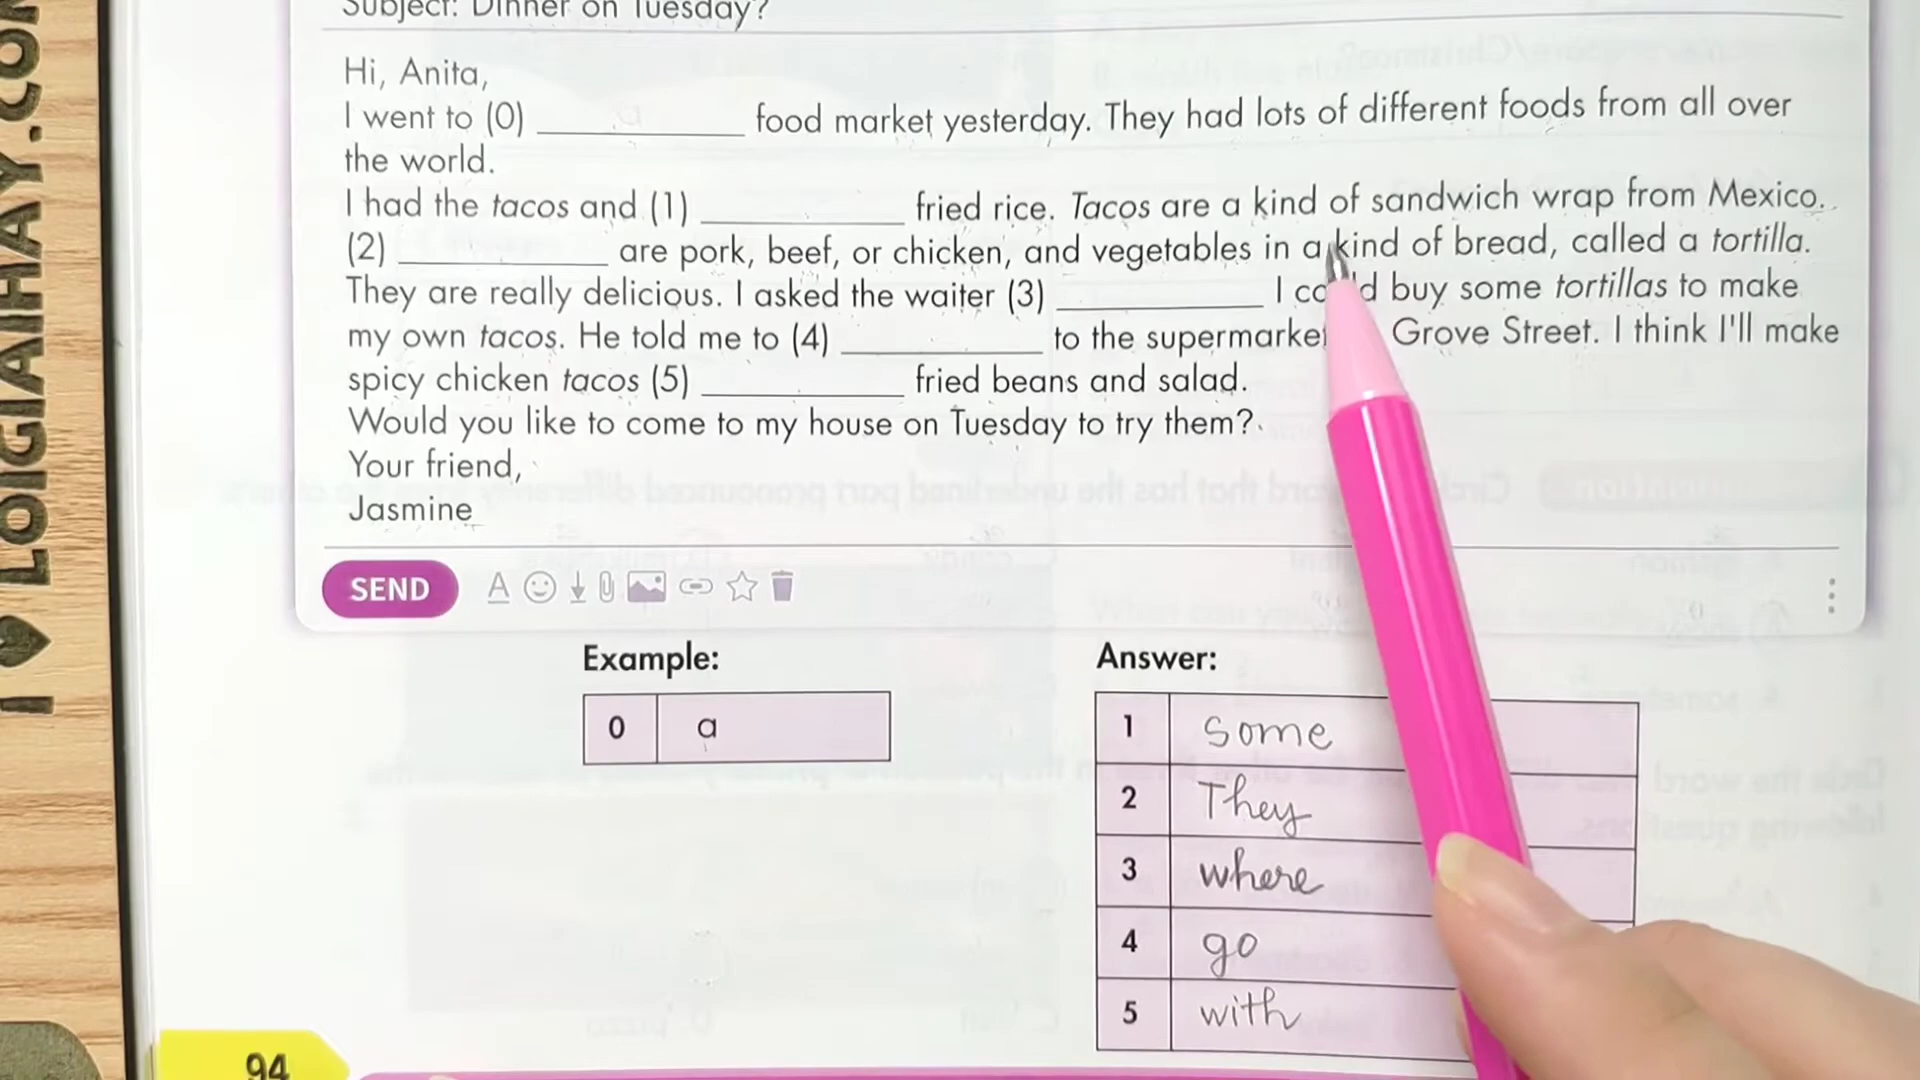 Subject: Dinner on Tuesday?
Hi, Anita,
I went to (0) __________ food market yesterday. They had lots of different foods from all over
the world.
I had the tacos and (1) __________ fried rice. Tacos are a kind of sandwich wrap from Mexico.
(2) __________ are pork, beef, or chicken, and vegetables in a kind of bread, called a tortilla.
They are really delicious. I asked the waiter (3) __________ I buy some tortillas to make
my own tacos. He told me to (4) __________ to the Grove Street. I think I'll make
spicy chicken tacos (5) __________ fried beans and salad.
Would you like to come to my house on Tuesday to try them?
Your friend,
Jasmine
SEND
Example:
0 a
Answer:
1 some
2 They
3 where
4 go
5 with
94
I ♥ LOIGIAIHAY.COM